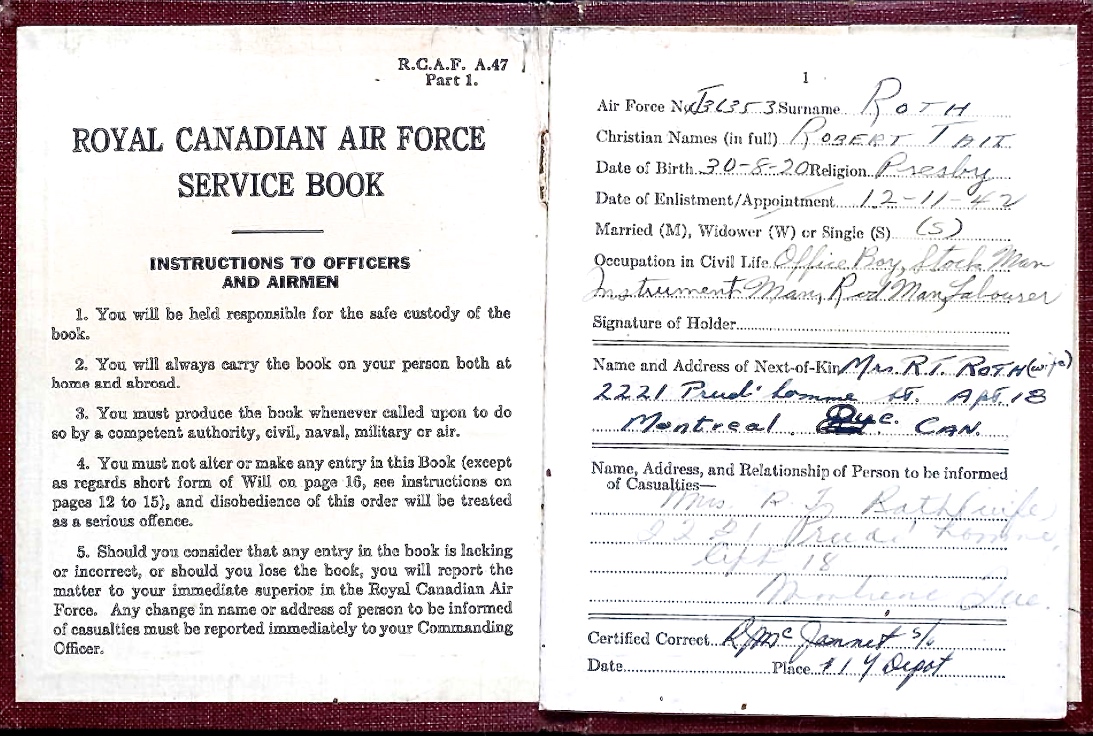 R.C.A.F. A.47
Part 1.
ROYAL CANADIAN AIR FORCE
SERVICE BOOK
INSTRUCTIONS TO OFFICERS
AND AIRMEN
1. You will be held responsible for the safe custody of the
book.
2. You will always carry the book on your person both at
home and abroad.
3. You must produce the book whenever called upon to do
so by a competent authority, civil, naval, military or air.
4. You must not alter or make any entry in this Book (except
as regards short form of Will on page 16, see instructions on
pages 12 to 15), and disobedience of this order will be treated
as a serious offence.
5. Should you consider that any entry in the book is lacking
or incorrect, or should you lose the book, you will report the
matter to your immediate superior in the Royal Canadian Air
Force. Any change in name or address of person to be informed
of casualties must be reported immediately to your Commanding
Officer.
1
Air Force No. Surname ROTH
Christian Names (in full) ROBERT TAIT
Date of Birth 30-8-20 Religion Presby
Date of Enlistment/Appointment 12-11-42
Married (M), Widower (W) or Single (S) (S)
Occupation in Civil Life Office Boy, Stock Man
Instrument Man, Rod Man, Labourer
Signature of Holder
Name and Address of Next-of-Kin Mrs. R.T. ROTH (wife)
2221 Prud'homme St. Apt. 18
Montreal Que. CAN.
Name, Address, and Relationship of Person to be informed
of Casualties—
Mrs. R T Roth (wife)
2221 Prud'homme,
Apt 18
Montreal Que.
Certified Correct
Date Place #1 Y Depot